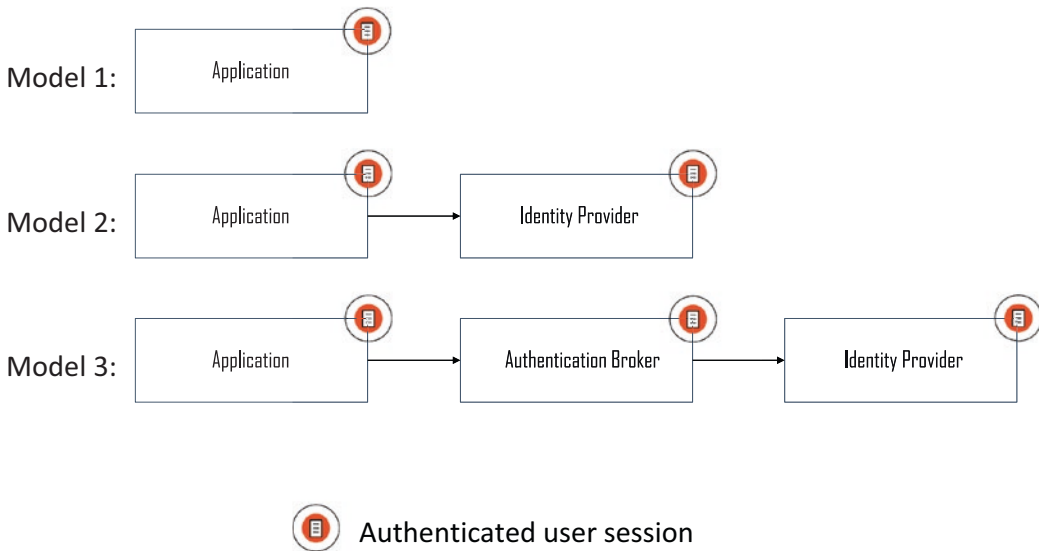 Model 1:
Application
Model 2:
Application
Identity Provider
Model 3:
Application
Authentication Broker
Identity Provider
Authenticated user session